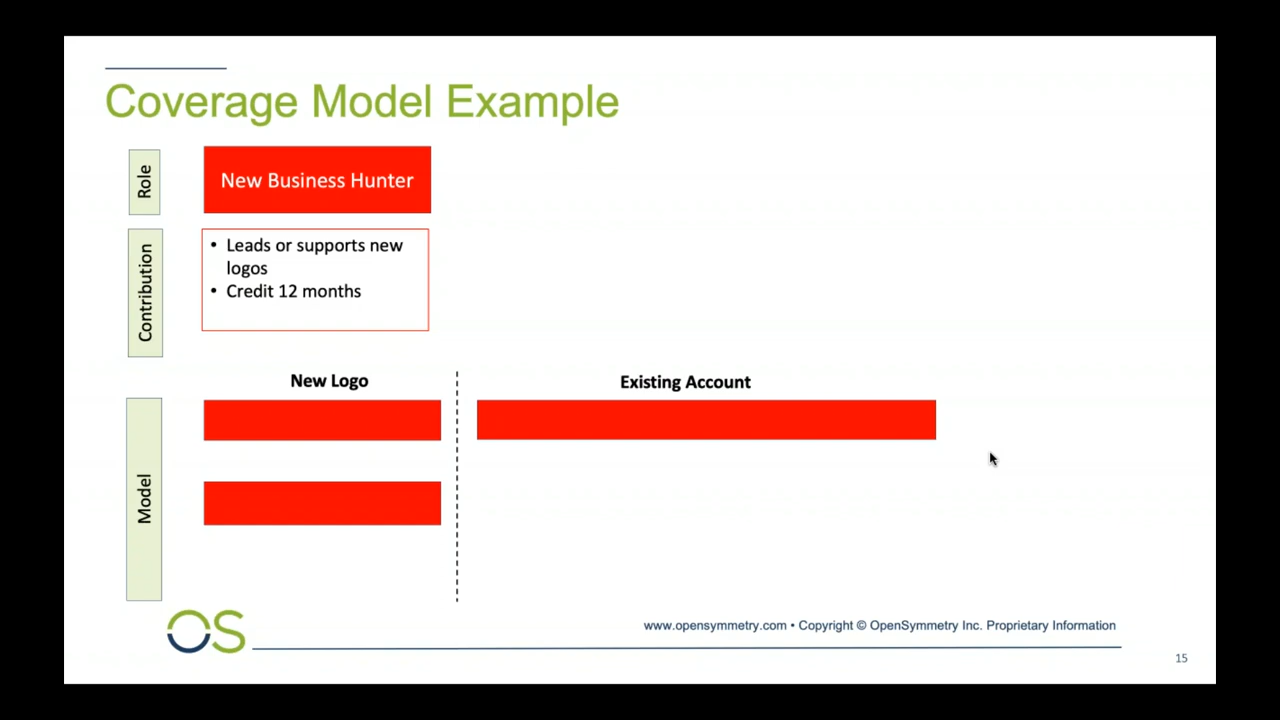 Coverage Model Example
Role
New Business Hunter
Contribution
• Leads or supports new
logos
• Credit 12 months
New Logo
Existing Account
Model
OS
www.opensymmetry.com • Copyright © OpenSymmetry Inc. Proprietary Information
15